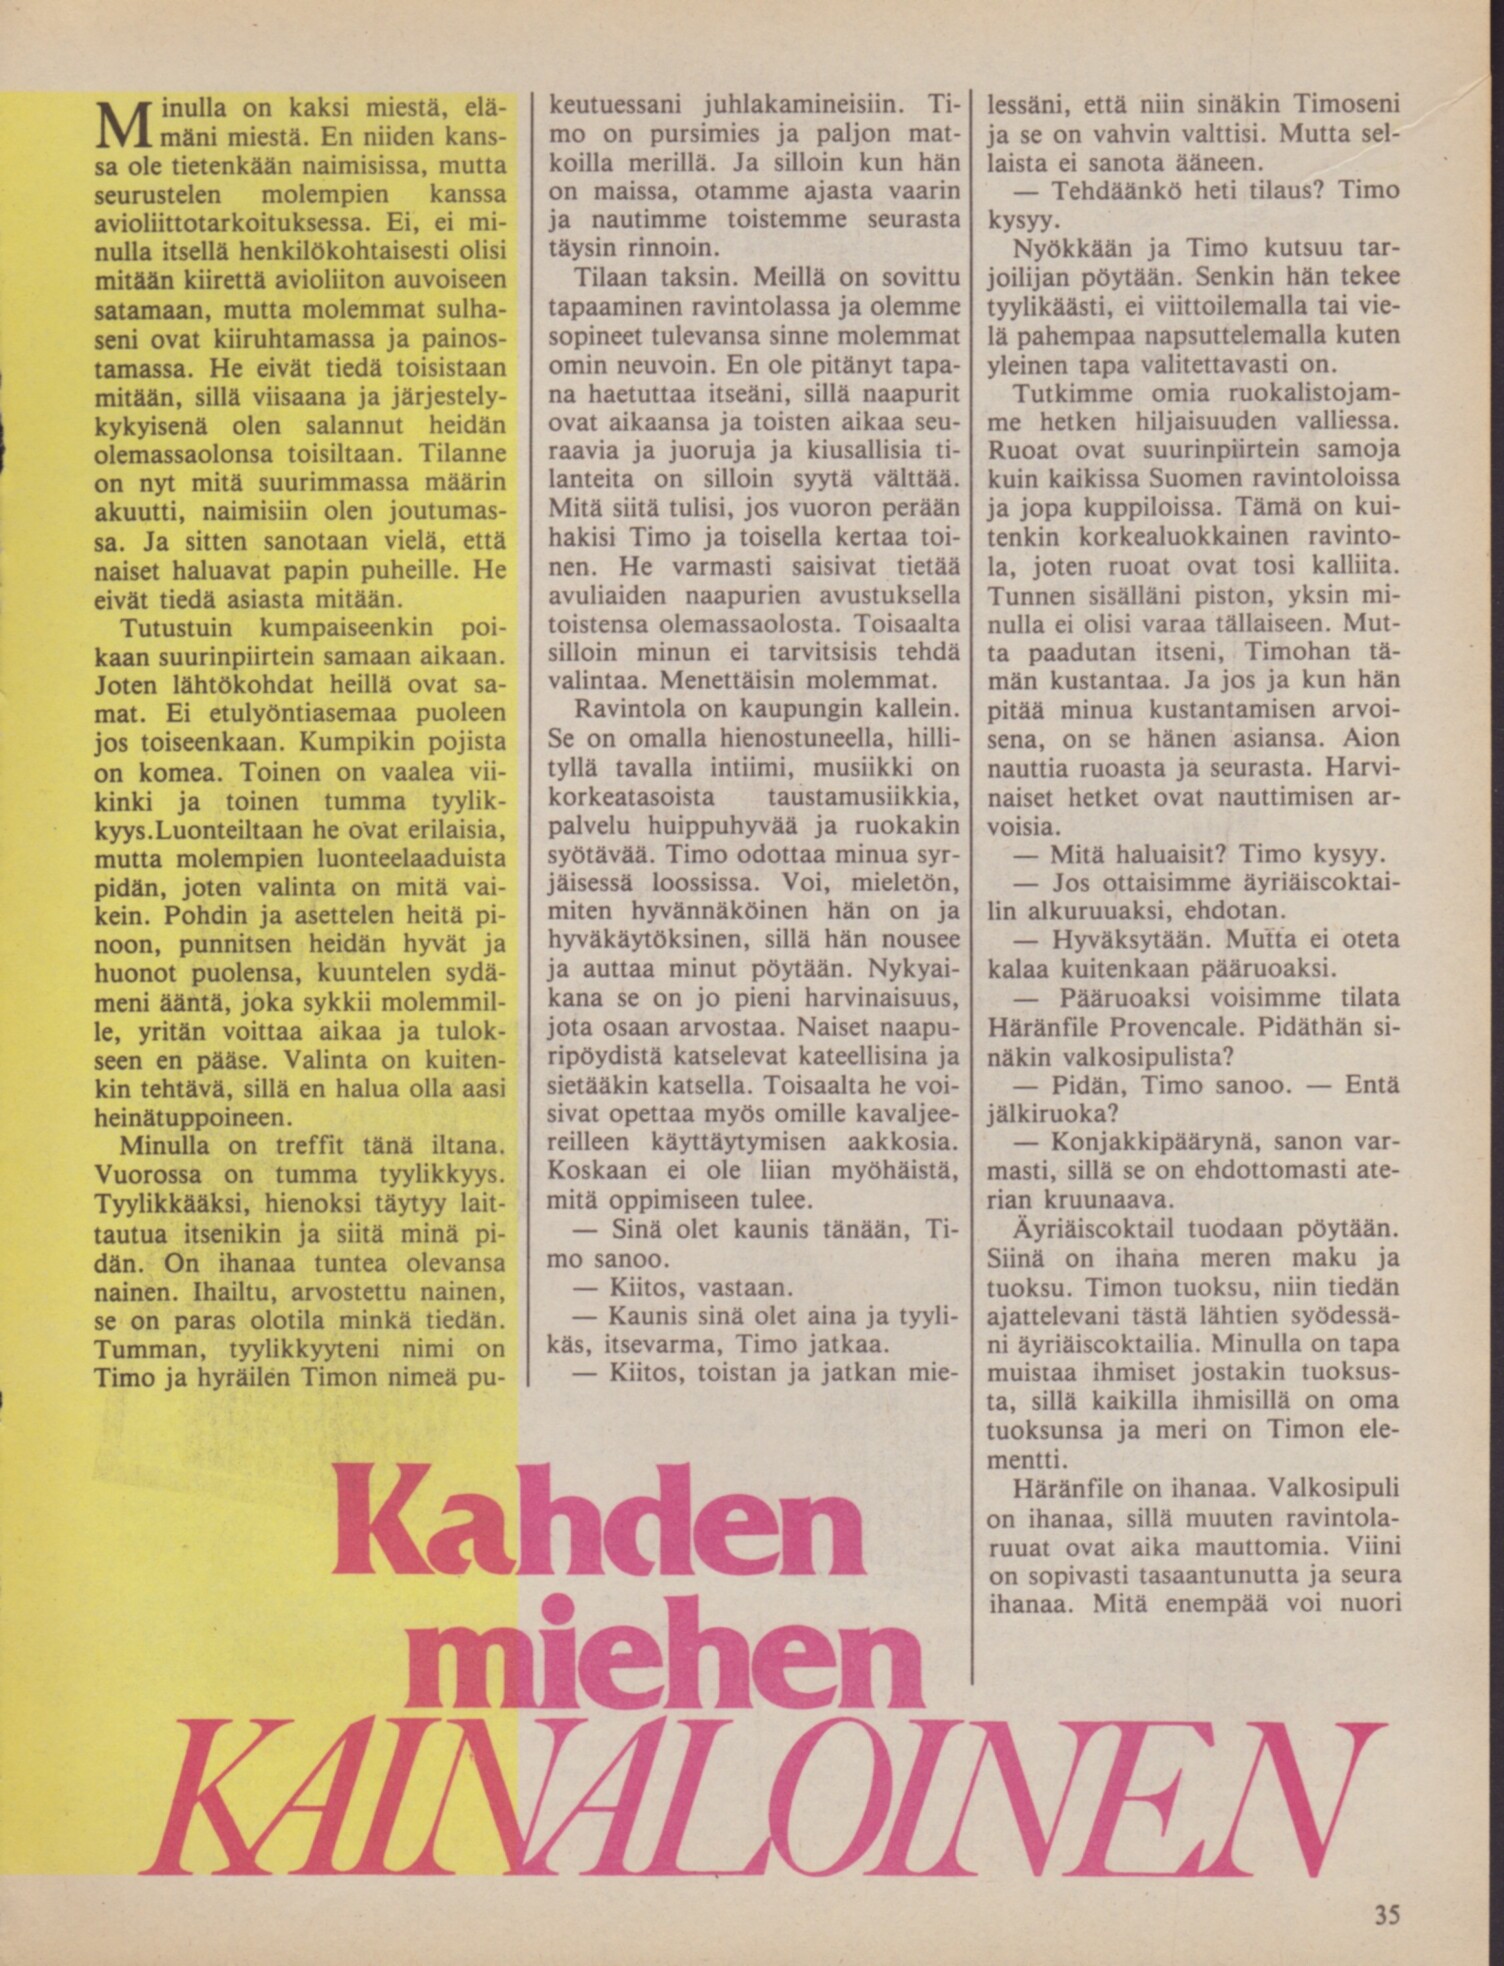 Minulla on kaksi miestä, elä-
mäni miestä. En niiden kans-
sa ole tietenkään naimisissa, mutta
seurustelen molempien kanssa
avioliittotarkoituksessa. Ei, ei mi-
nulla itsellä henkilökohtaisesti olisi
mitään kiirettä avioliiton auvoiseen
satamaan, mutta molemmat sulha-
seni ovat kiiruhtamassa ja painos-
tamassa. He eivät tiedä toisistaan
mitään, sillä viisaana ja järjestely-
kykyisenä olen salannut heidän
olemassaolonsa toisiltaan. Tilanne
on nyt mitä suurimmassa määrin
akuutti, naimisiin olen joutumas-
sa. Ja sitten sanotaan vielä, että
naiset haluavat papin puheille. He
eivät tiedä asiasta mitään.
Tutustuin kumpaiseenkin poi-
kaan suurinpiirtein samaan aikaan.
Joten lähtökohdat heillä ovat sa-
mat. Ei etulyöntiasemaa puoleen
jos toiseenkaan. Kumpikin pojista
on komea. Toinen on vaalea vii-
kinki ja toinen tumma tyylik-
kyys.Luonteiltaan he ovat erilaisia,
mutta molempien luonteelaaduista
pidän, joten valinta on mitä vai-
kein. Pohdin ja asettelen heitä pi-
noon, punnitsen heidän hyvät ja
huonot puolensa, kuuntelen sydä-
meni ääntä, joka sykkii molemmil-
le, yritän voittaa aikaa ja tulok-
seen en pääse. Valinta on kuiten-
kin tehtävä, sillä en halua olla aasi
heinätuppoineen.
Minulla on treffit tänä iltana.
Vuorossa on tumma tyylikkyys.
Tyylikkääksi, hienoksi täytyy lait-
tautua itsenikin ja siitä minä pi-
dän. On ihanaa tuntea olevansa
nainen. Ihailtu, arvostettu nainen,
se on paras olotila minkä tiedän.
Tumman, tyylikkyyteni nimi on
Timo ja hyräilen Timon nimeä pu-
keutuessani juhlakamineisiin. Ti-
mo on pursimies ja paljon mat-
koilla merillä. Ja silloin kun hän
on maissa, otamme ajasta vaarin
ja nautimme toistemme seurasta
täysin rinnoin.
Tilaan taksin. Meillä on sovittu
tapaaminen ravintolassa ja olemme
sopineet tulevansa sinne molemmat
omin neuvoin. En ole pitänyt tapa-
na haetuttaa itseäni, sillä naapurit
ovat aikaansa ja toisten aikaa seu-
raavia ja juoruja ja kiusallisia ti-
lanteita on silloin syytä välttää.
Mitä siitä tulisi, jos vuoron perään
hakisi Timo ja toisella kertaa toi-
nen. He varmasti saisivat tietää
avuliaiden naapurien avustuksella
toistensa olemassaolosta. Toisaalta
silloin minun ei tarvitsisis tehdä
valintaa. Menettäisin molemmat.
Ravintola on kaupungin kallein.
Se on omalla hienostuneella, hilli-
tyllä tavalla intiimi, musiikki on
korkeatasoista taustamusiikkia,
palvelu huippuhyvää ja ruokakin
syötävää. Timo odottaa minua syr-
jäisessä loossissa. Voi, mieletön,
miten hyvännäköinen hän on ja
hyväkäytöksinen, sillä hän nousee
ja auttaa minut pöytään. Nykyai-
kana se on jo pieni harvinaisuus,
jota osaan arvostaa. Naiset naapu-
ripöydistä katselevat kateellisina ja
sietääkin katsella. Toisaalta he voi-
sivat opettaa myös omille kavaljee-
reilleen käyttäytymisen aakkosia.
Koskaan ei ole liian myöhäistä,
mitä oppimiseen tulee.
— Sinä olet kaunis tänään, Ti-
mo sanoo.
— Kiitos, vastaan.
— Kaunis sinä olet aina ja tyyli-
käs, itsevarma, Timo jatkaa.
— Kiitos, toistan ja jatkan mie-
lessäni, että niin sinäkin Timoseni
ja se on vahvin valttisi. Mutta sel-
laista ei sanota ääneen.
— Tehdäänkö heti tilaus? Timo
kysyy.
Nyökkään ja Timo kutsuu tar-
joilijan pöytään. Senkin hän tekee
tyylikäästi, ei viittoilemalla tai vie-
lä pahempaa napsuttelemalla kuten
yleinen tapa valitettavasti on.
Tutkimme omia ruokalistojam-
me hetken hiljaisuuden valliessa.
Ruoat ovat suurinpiirtein samoja
kuin kaikissa Suomen ravintoloissa
ja jopa kuppiloissa. Tämä on kui-
tenkin korkealuokkainen ravinto-
la, joten ruoat ovat tosi kalliita.
Tunnen sisälläni piston, yksin mi-
nulla ei olisi varaa tällaiseen. Mut-
ta paadutan itseni, Timohan tä-
män kustantaa. Ja jos ja kun hän
pitää minua kustantamisen arvoi-
sena, on se hänen asiansa. Aion
nauttia ruoasta ja seurasta. Harvi-
naiset hetket ovat nauttimisen ar-
voisia.
— Mitä haluaisit? Timo kysyy.
— Jos ottaisimme äyriäiscoktai-
lin alkuruuaksi, ehdotan.
— Hyväksytään. Mutta ei oteta
kalaa kuitenkaan pääruoaksi.
— Pääruoaksi voisimme tilata
Häränfile Provencale. Pidäthän si-
näkin valkosipulista?
— Pidän, Timo sanoo. — Entä
jälkiruoka?
— Konjakkipäärynä, sanon var-
masti, sillä se on ehdottomasti ate-
rian kruunaava.
Äyriäiscoktail tuodaan pöytään.
Siinä on ihana meren maku ja
tuoksu. Timon tuoksu, niin tiedän
ajattelevani tästä lähtien syödessä-
ni äyriäiscoktailia. Minulla on tapa
muistaa ihmiset jostakin tuoksus-
ta, sillä kaikilla ihmisillä on oma
tuoksunsa ja meri on Timon ele-
mentti.
Häränfile on ihanaa. Valkosipuli
on ihanaa, sillä muuten ravintola-
ruuat ovat aika mauttomia. Viini
on sopivasti tasaantunutta ja seura
ihanaa. Mitä enempää voi nuori
Kahden
miehen
KAINALOINEN
35